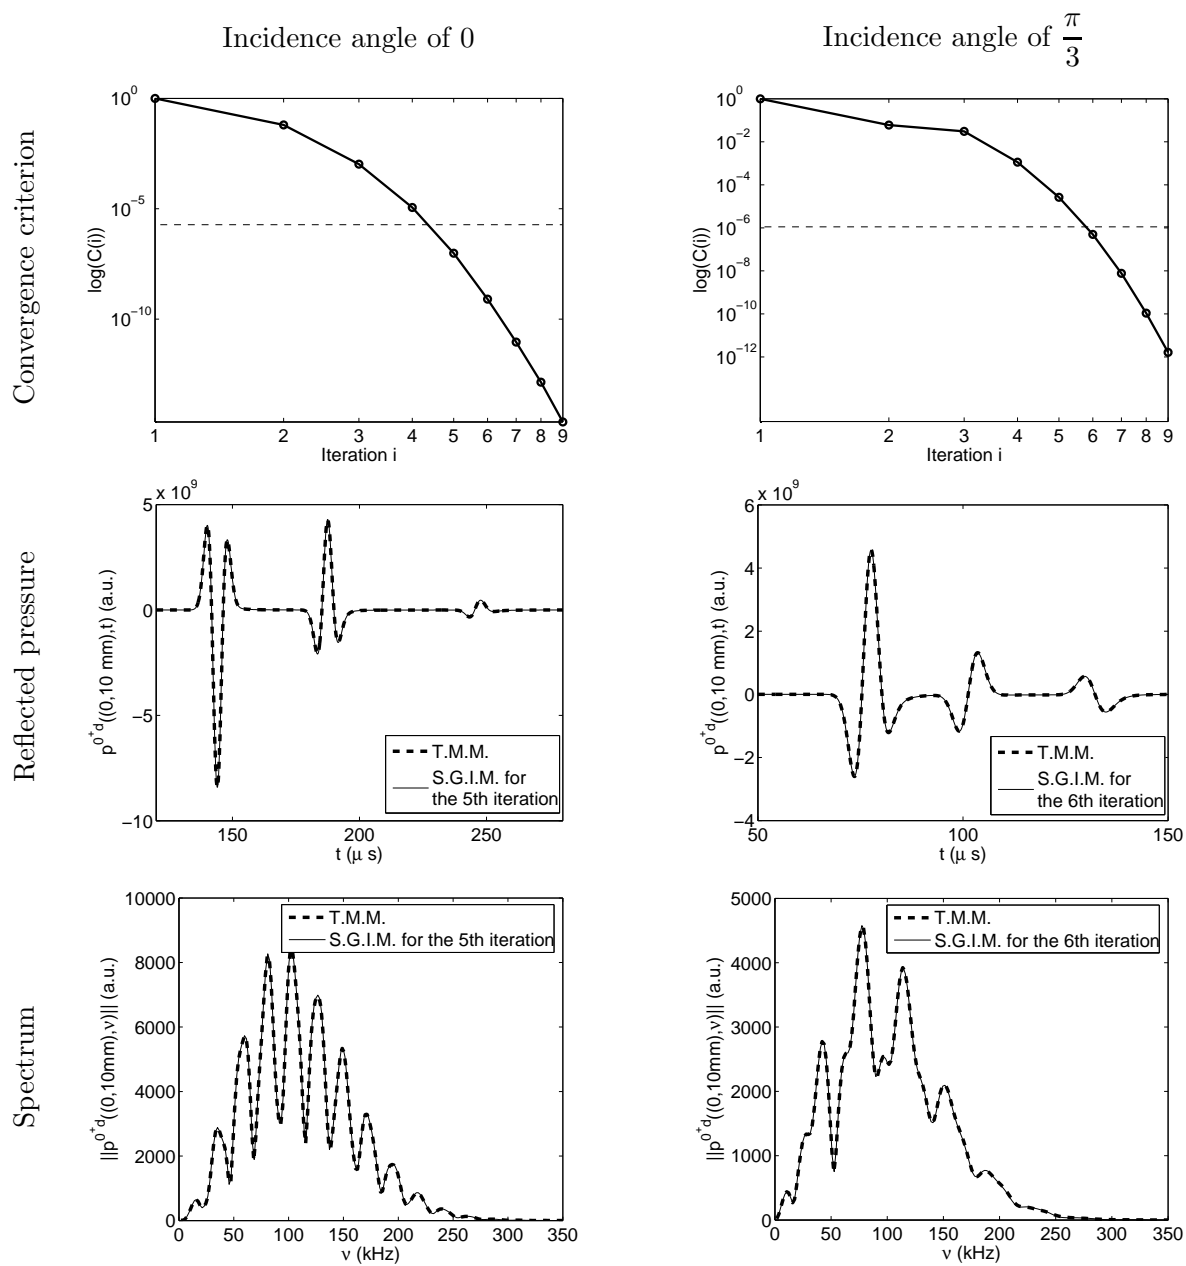 Incidence angle of 0
Incidence angle of π/3
Convergence criterion
10^0
10^−5
10^−10
log(C(i))
1 2 3 4 5 6 7 8 9
Iteration i
10^0
10^−2
10^−4
10^−6
10^−8
10^−10
10^−12
log(C(i))
1 2 3 4 5 6 7 8 9
Iteration i
Reflected pressure
x 10^9
5
0
−5
−10
p^{0^+d}((0,10 mm),t) (a.u.)
T.M.M.
S.G.I.M. for
the 5th iteration
150 200 250
t (μ s)
x 10^9
6
4
2
0
−2
−4
p^{0^+d}((0,10 mm),t) (a.u.)
T.M.M.
S.G.I.M. for
the 6th iteration
50 100 150
t (μ s)
Spectrum
10000
8000
6000
4000
2000
0
||p^{0^+d}((0,10mm),ν)|| (a.u.)
T.M.M.
S.G.I.M. for the 5th iteration
0 50 100 150 200 250 300 350
ν (kHz)
5000
4000
3000
2000
1000
0
||p^{0^+d}((0,10mm),ν)|| (a.u.)
T.M.M.
S.G.I.M. for the 6th iteration
0 50 100 150 200 250 300 350
ν (kHz)